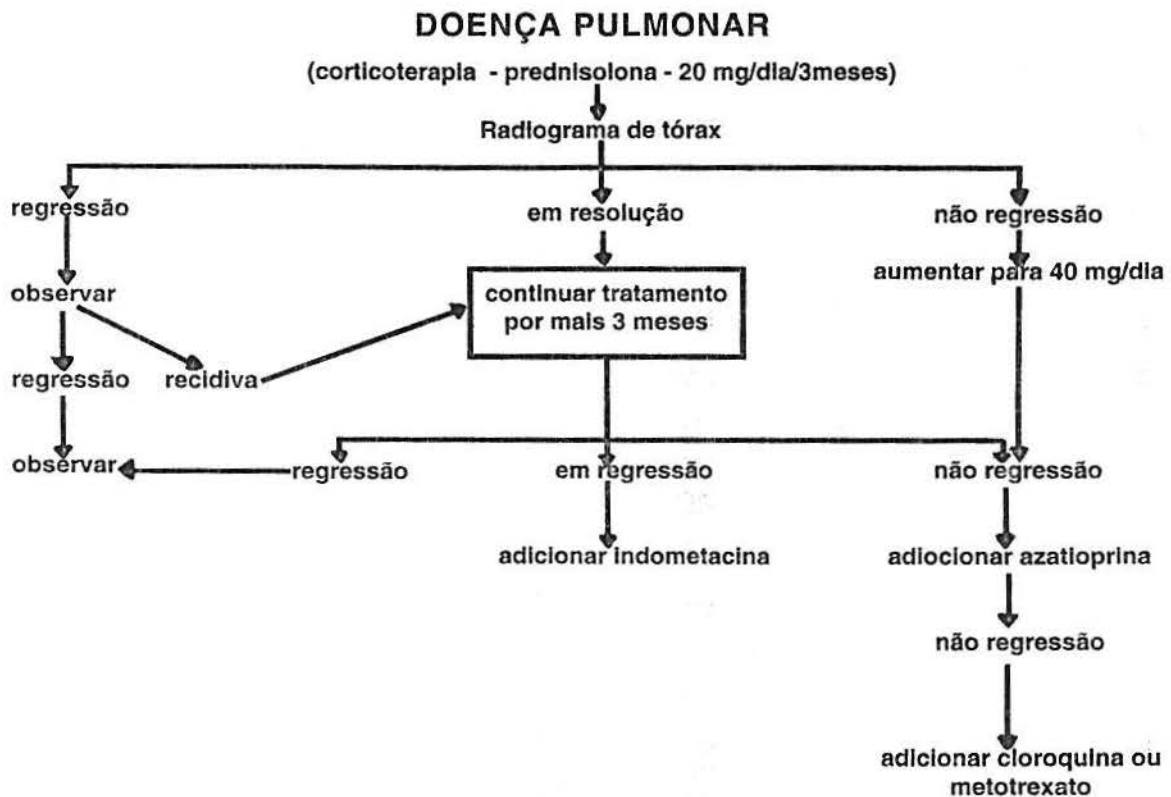 DOENÇA PULMONAR
(corticoterapia - prednisolona - 20 mg/dia/3meses)
Radiograma de tórax
regressão
em resolução
não regressão
observar
continuar tratamento
por mais 3 meses
aumentar para 40 mg/dia
regressão
recidiva
observar
regressão
em regressão
não regressão
adicionar indometacina
adiocionar azatioprina
não regressão
adicionar cloroquina ou
metotrexato